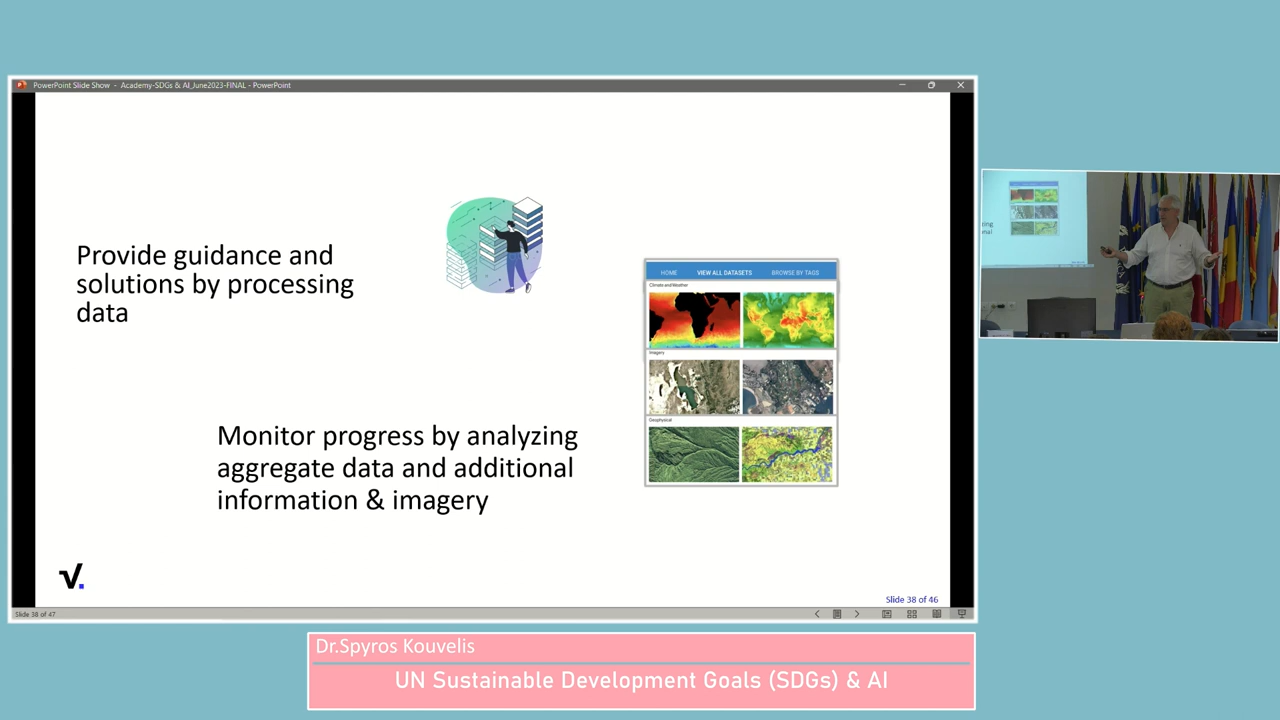 PowerPoint Slide Show - Academy-SDGs & AI_June2023-FINAL - PowerPoint
Provide guidance and
solutions by processing
data
HOME VIEW ALL DATASETS BROWSE BY TAGS
Climate and Weather
Imagery
Geophysical
Monitor progress by analyzing
aggregate data and additional
information & imagery
V.
Slide 38 of 46
Slide 38 of 47
Dr.Spyros Kouvelis
UN Sustainable Development Goals (SDGs) & AI